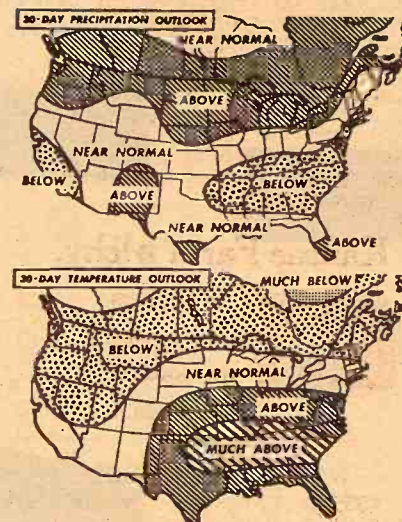 30-DAY PRECIPITATION OUTLOOK
NEAR NORMAL
ABOVE
NEAR NORMAL
BELOW
ABOVE
BELOW
NEAR NORMAL
ABOVE
30-DAY TEMPERATURE OUTLOOK
MUCH BELOW
BELOW
NEAR NORMAL
ABOVE
MUCH ABOVE